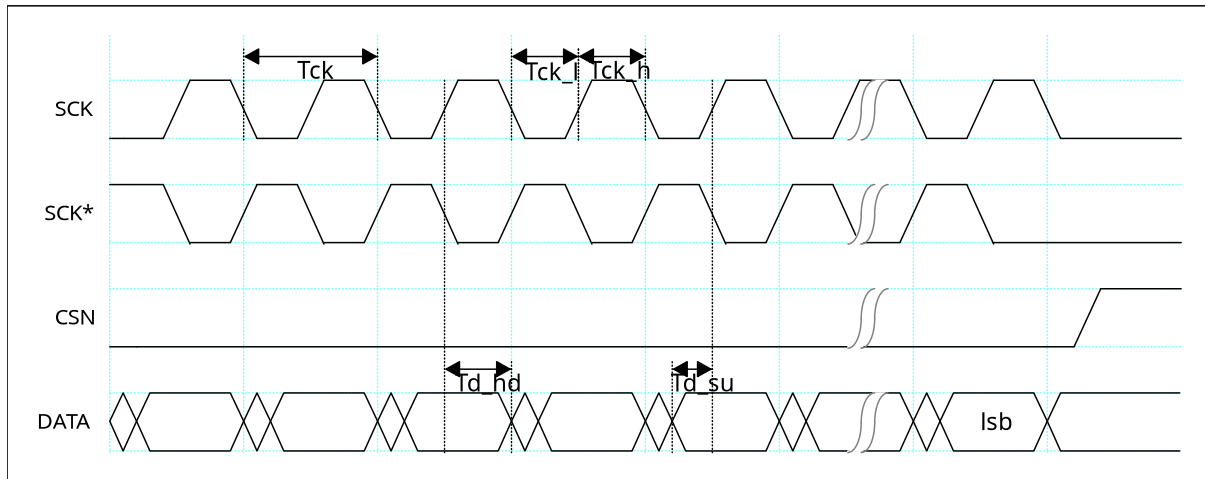 Tck
Tck_l
Tck_h
SCK
SCK*
CSN
Td_hd
Td_su
DATA
lsb